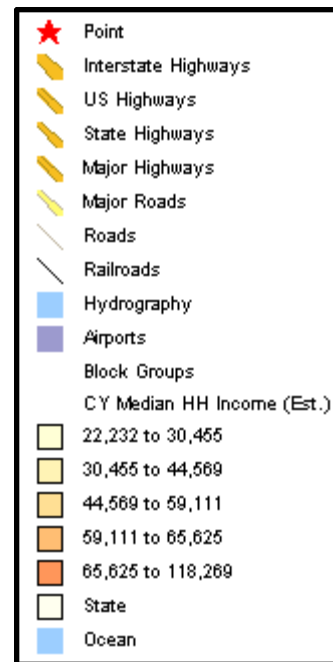 Point
Interstate Highways
US Highways
State Highways
Major Highways
Major Roads
Roads
Railroads
Hydrography
Airports
Block Groups
CY Median HH Income (Est.)
22,232 to 30,455
30,455 to 44,569
44,569 to 59,111
59,111 to 65,625
65,625 to 118,269
State
Ocean